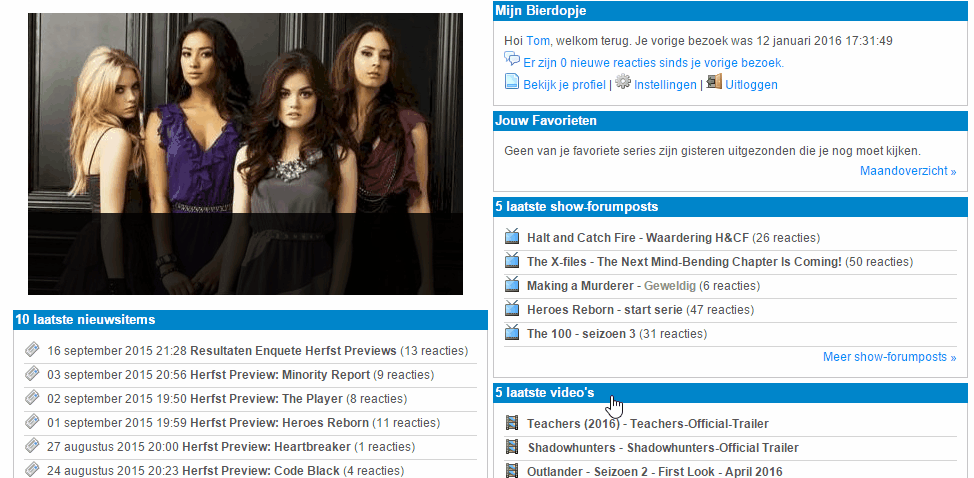 Mijn Bierdopje
Hoi Tom, welkom terug. Je vorige bezoek was 12 januari 2016 17:31:49
Er zijn 0 nieuwe reacties sinds je vorige bezoek.
Bekijk je profiel | Instellingen | Uitloggen
Jouw Favorieten
Geen van je favoriete series zijn gisteren uitgezonden die je nog moet kijken.
Maandoverzicht »
5 laatste show-forumposts
Halt and Catch Fire - Waardering H&CF (26 reacties)
The X-files - The Next Mind-Bending Chapter Is Coming! (50 reacties)
Making a Murderer - Geweldig (6 reacties)
Heroes Reborn - start serie (47 reacties)
The 100 - seizoen 3 (31 reacties)
Meer show-forumposts »
5 laatste video's
Teachers (2016) - Teachers-Official-Trailer
Shadowhunters - Shadowhunters-Official Trailer
Outlander - Seizoen 2 - First Look - April 2016
10 laatste nieuwsitems
16 september 2015 21:28 Resultaten Enquete Herfst Previews (13 reacties)
03 september 2015 20:56 Herfst Preview: Minority Report (9 reacties)
02 september 2015 19:50 Herfst Preview: The Player (8 reacties)
01 september 2015 19:59 Herfst Preview: Heroes Reborn (11 reacties)
27 augustus 2015 20:00 Herfst Preview: Heartbreaker (1 reacties)
24 augustus 2015 20:23 Herfst Preview: Code Black (4 reacties)